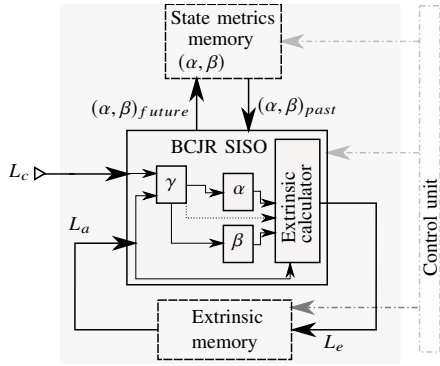 State metrics
memory
(α, β)
(α, β)future
(α, β)past
BCJR SISO
Lc
γ
α
β
Extrinsic
calculator
La
Extrinsic
memory
Le
Control unit